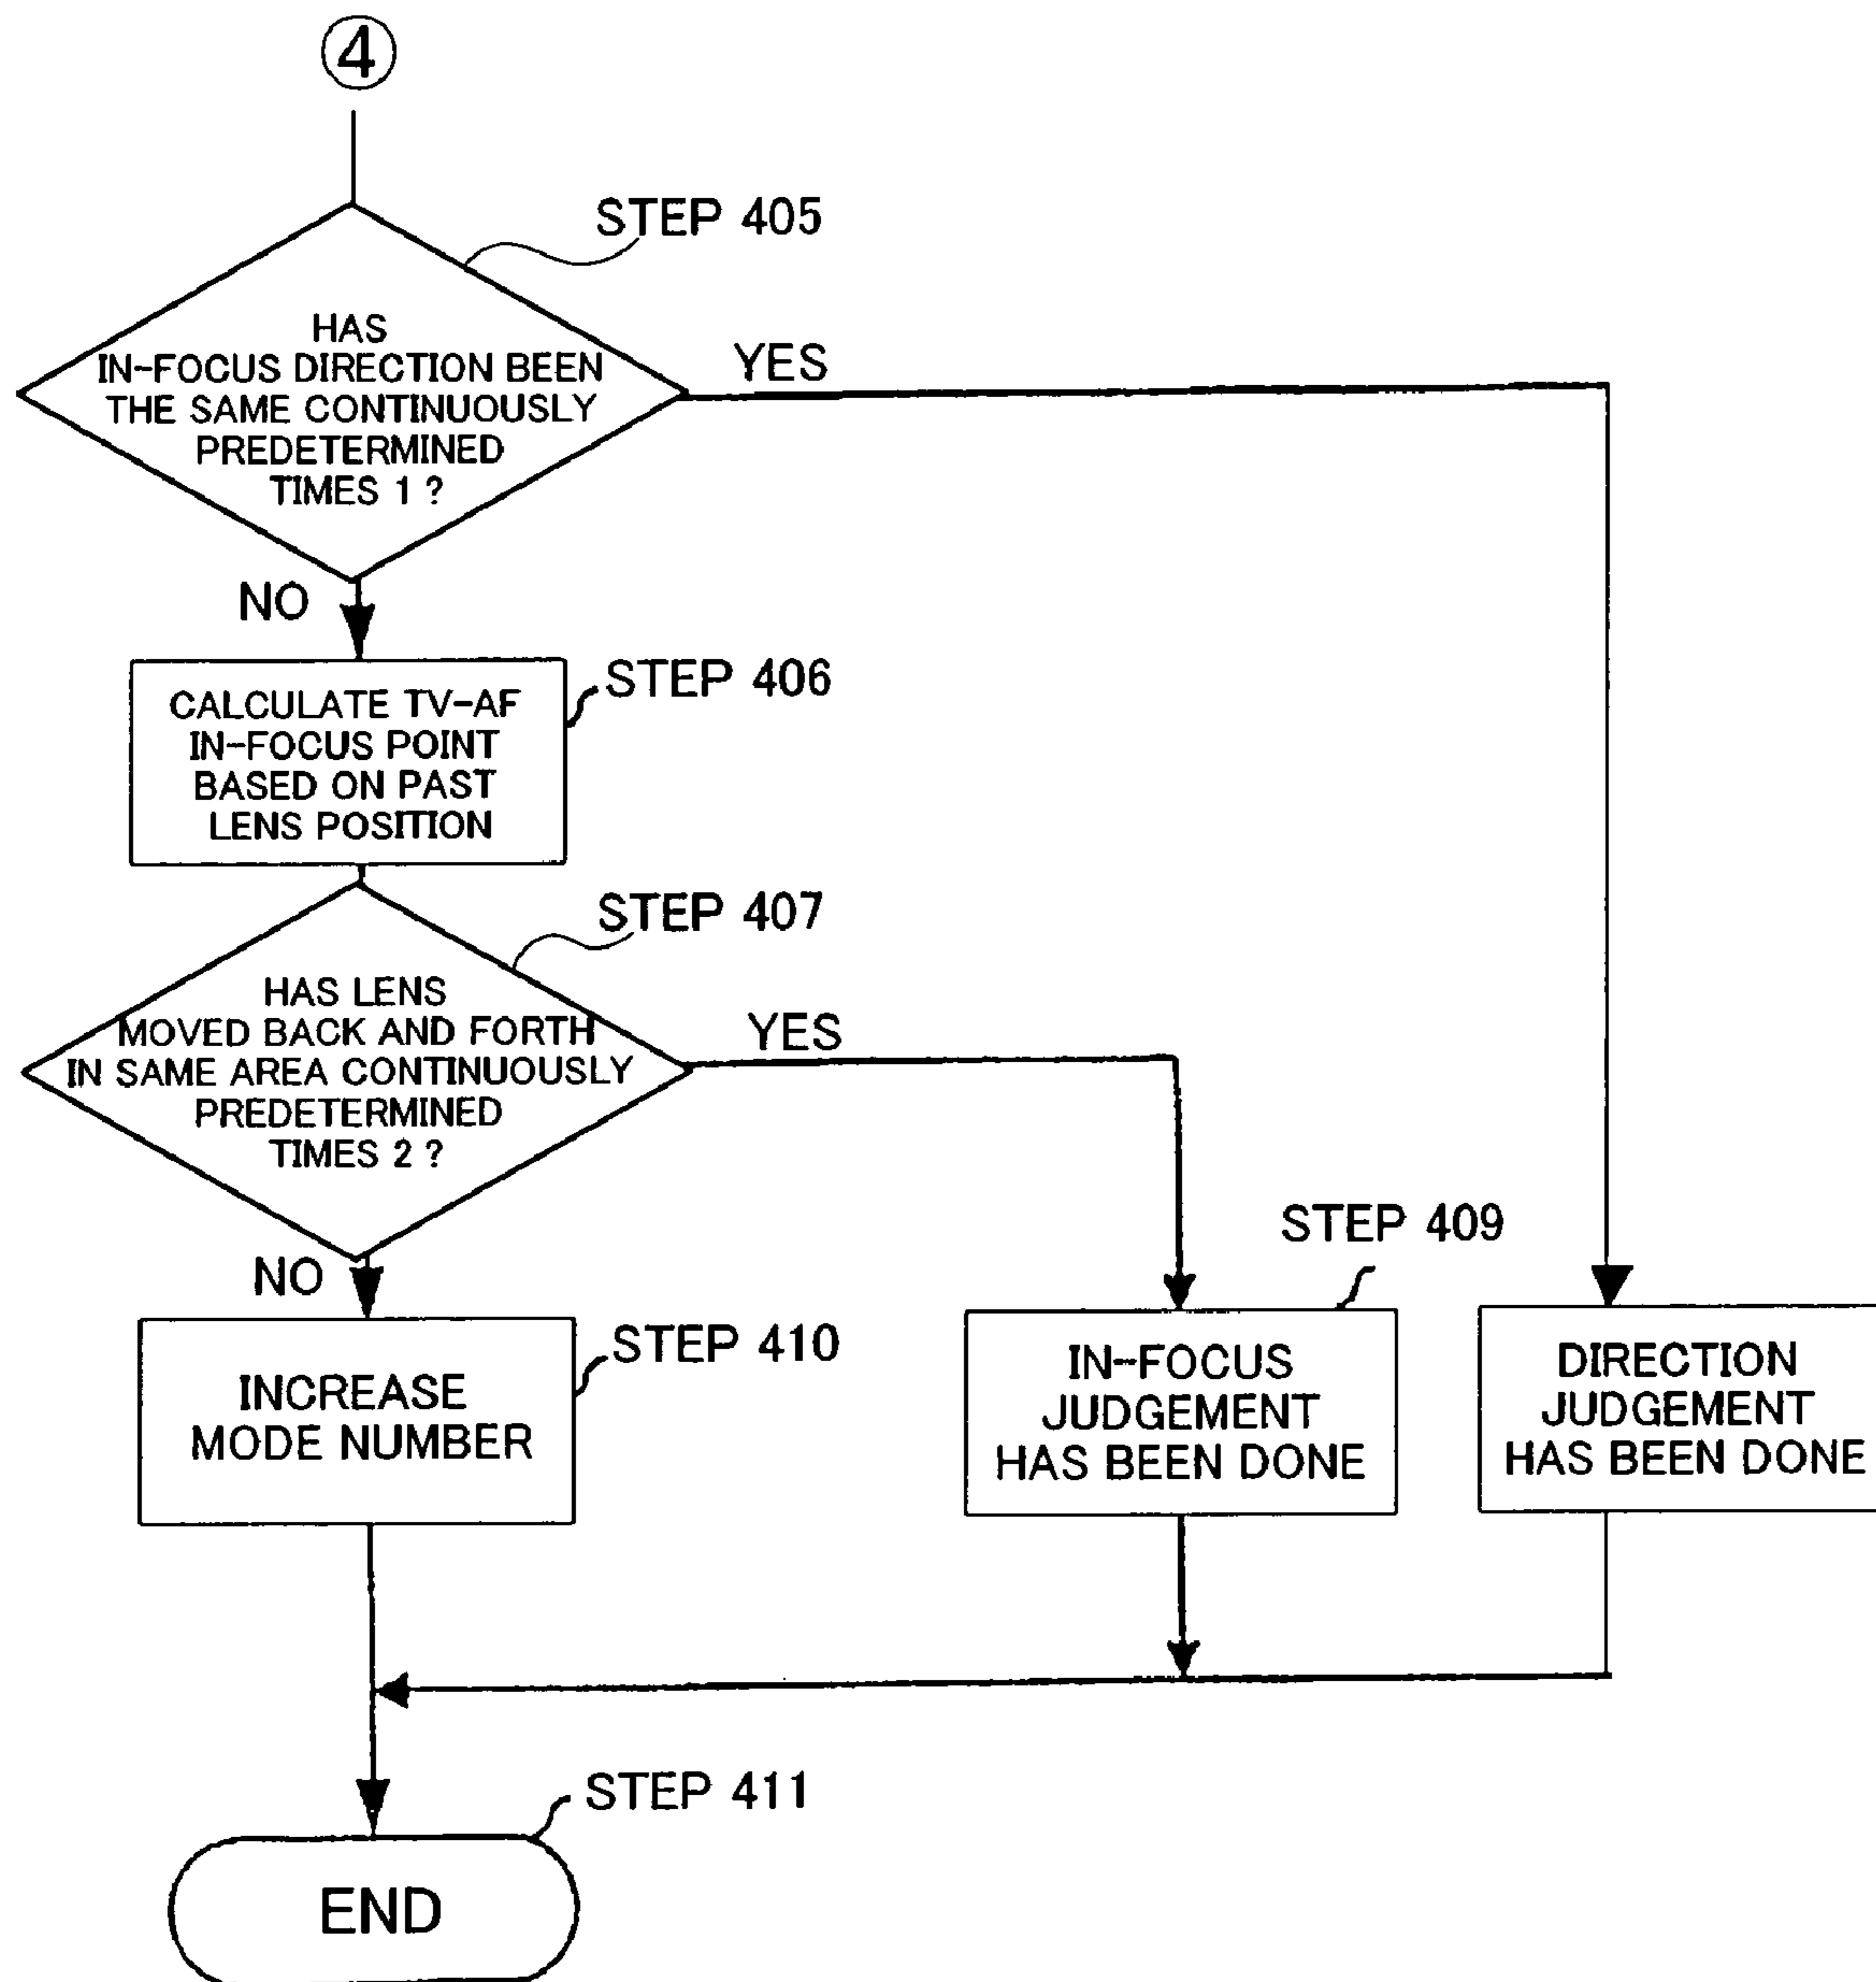 ④
STEP 405
HAS
IN-FOCUS DIRECTION BEEN
THE SAME CONTINUOUSLY
PREDETERMINED
TIMES 1 ?
YES
NO
STEP 406
CALCULATE TV-AF
IN-FOCUS POINT
BASED ON PAST
LENS POSITION
STEP 407
HAS LENS
MOVED BACK AND FORTH
IN SAME AREA CONTINUOUSLY
PREDETERMINED
TIMES 2 ?
YES
NO
STEP 409
STEP 410
INCREASE
MODE NUMBER
IN-FOCUS
JUDGEMENT
HAS BEEN DONE
DIRECTION
JUDGEMENT
HAS BEEN DONE
STEP 411
END